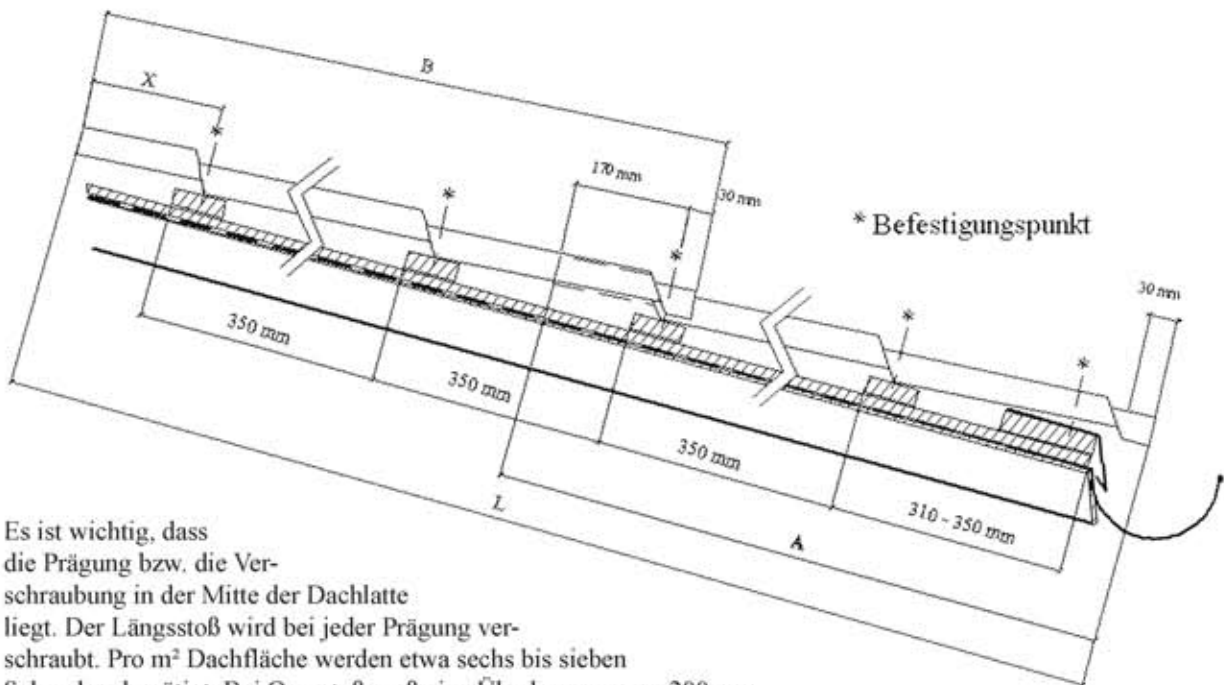 B
X
*
170 mm
30 mm
*
*
* Befestigungspunkt
30 mm
*
*
350 mm
350 mm
350 mm
310 - 350 mm
L
A
Es ist wichtig, dass
die Prägung bzw. die Ver-
schraubung in der Mitte der Dachlatte
liegt. Der Längsstoß wird bei jeder Prägung ver-
schraubt. Pro m² Dachfläche werden etwa sechs bis sieben